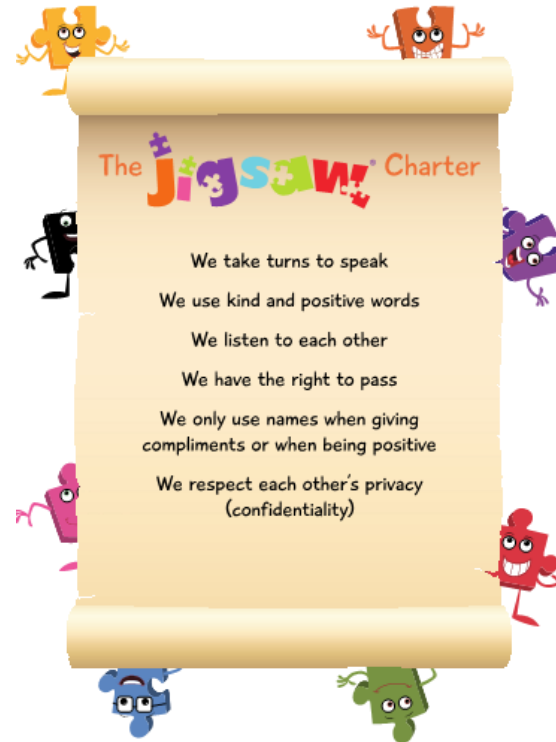 The Jigsaw® Charter
We take turns to speak
We use kind and positive words
We listen to each other
We have the right to pass
We only use names when giving
compliments or when being positive
We respect each other's privacy
(confidentiality)